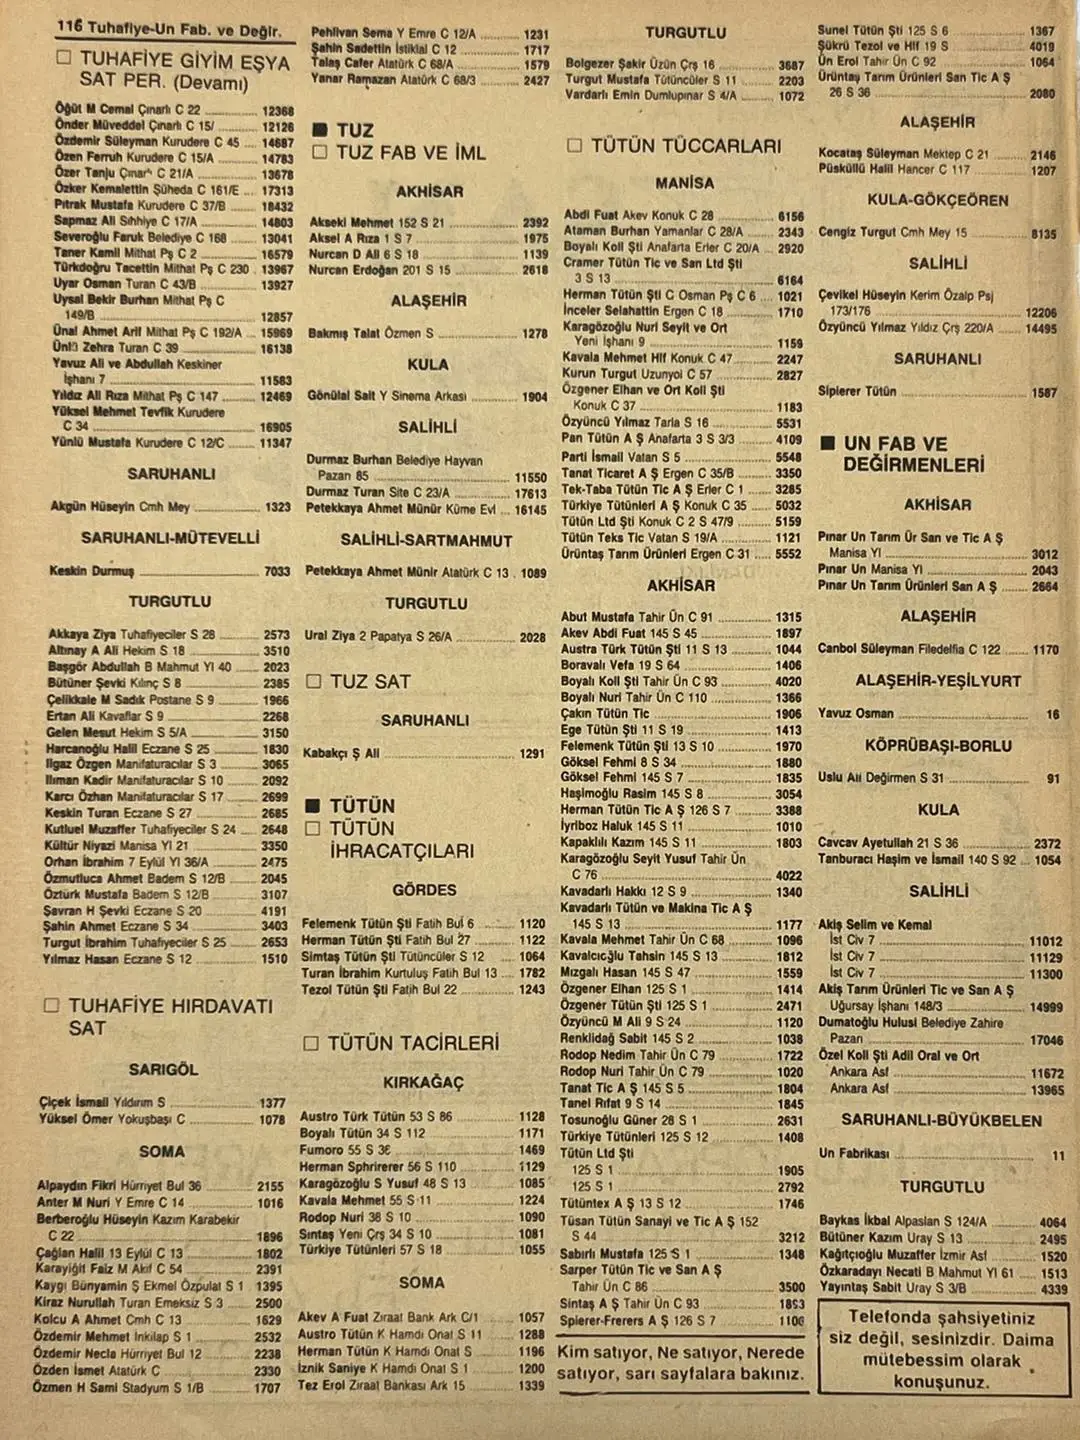 116 Tuhafiye-Un Fab. ve Değir.
□ TUHAFİYE GİYİM EŞYA
SAT PER. (Devamı)
Öğüt M Cemal Çınarlı C 22 ........ 12368
Önder Müveddel Çınarlı C 15/ ........ 12126
Özdemir Süleyman Kurudere C 45 ... 14687
Özen Ferruh Kurudere C 15/A ........ 14783
Özer Tanju C 21/A ........ 13678
Özker Kemalettin Şüheda C 161/E ... 17313
Pıtrak Mustafa Kurudere C 37/B ........ 18432
Sapmaz Ali Sıhhiye C 17/A ........ 14803
Severoğlu Faruk Belediye C 168 ........ 13041
Taner Kamil Mithat Pş C 2 ........ 16579
Türkdoğru Tacettin Mithat Pş C 230 . 13967
Uyar Osman Turan C 43/B ........ 13927
Uysal Bekir Burhan Mithat Pş C
149/B ........ 12857
Ünal Ahmet Arif Mithat Pş C 192/A .. 15969
Ünlü Zehra Turan C 39 ........ 16138
Yavuz Ali ve Abdullah Keskiner
İşhanı 7 ........ 11583
Yıldız Ali Rıza Mithat Pş C 147 ........ 12469
Yüksel Mehmet Tevfik Kurudere
C 34 ........ 16905
Yünlü Mustafa Kurudere C 12/C ........ 11347
SARUHANLI
Akgün Hüseyin Cmh Mey ........ 1323
SARUHANLI-MÜTEVELLİ
Keskin Durmuş ........ 7033
TURGUTLU
Akkaya Ziya Tuhafiyeciler S 28 ........ 2573
Altınay A Ali Hekim S 18 ........ 3510
Başgör Abdullah B Mahmut Yl 40 ........ 2023
Bütüner Şevki Kılınç S 8 ........ 2385
Çelikkale M Sadık Postane S 9 ........ 1966
Ertan Ali Kavaflar S 9 ........ 2268
Gelen Mesut Hekim S 5/A ........ 3150
Harcanoğlu Halil Eczane S 25 ........ 1830
Ilgaz Özgen Manifaturacılar S 3 ........ 3065
Iliman Kadir Manifaturacılar S 10 ........ 2092
Karcı Özhan Manifaturacılar S 17 ........ 2699
Keskin Turan Eczane S 27 ........ 2685
Kutluel Muzaffer Tuhafiyeciler S 24 .... 2648
Kültür Niyazi Manisa Yl 21 ........ 3350
Orhan İbrahim 7 Eylül Yl 36/A ........ 2475
Özmutluca Ahmet Badem S 12/B ........ 2045
Öztürk Mustafa Badem S 12/B ........ 3107
Şavran H Şevki Eczane S 20 ........ 4191
Şahin Ahmet Eczane S 34 ........ 3403
Turgut İbrahim Tuhafiyeciler S 25 ........ 2653
Yılmaz Hasan Eczane S 12 ........ 1510
□ TUHAFİYE HIRDAVATI
SAT
SARIGÖL
Çiçek İsmail Yıldırım S ........ 1377
Yüksel Ömer Yokuşbaşı C ........ 1078
SOMA
Alpaydın Fikri Hürriyet Bul 36 ........ 2155
Anter M Nuri Y Emre C 14 ........ 1016
Berberoğlu Hüseyin Kazım Karabekir
C 22 ........ 1896
Çağlan Halil 13 Eylül C 13 ........ 1802
Karayiğit Faiz M Akif C 54 ........ 2391
Kaygı Bünyamin Ş Ekmel Özpulat S 1 1395
Kiraz Nurullah Turan Emeksiz S 3 ........ 2500
Kolcu A Ahmet Cmh C 13 ........ 1629
Özdemir Mehmet İnkilap S 1 ........ 2532
Özdemir Necla Hürriyet Bul 12 ........ 2238
Özden İsmet Atatürk C ........ 2330
Özmen H Sami Stadyum S 1/B ........ 1707
Pehlivan Sema Y Emre C 12/A ........ 1231
Şahin Sadettin İstiklal C 12 ........ 1717
Talaş Cafer Atatürk C 68/A ........ 1579
Yanar Ramazan Atatürk C 68/3 ........ 2427
■ TUZ
□ TUZ FAB VE İML
AKHİSAR
Akseki Mehmet 152 S 21 ........ 2392
Aksel A Rıza 1 S 7 ........ 1975
Nurcan D Ali 6 S 18 ........ 1139
Nurcan Erdoğan 201 S 15 ........ 2618
ALAŞEHİR
Bakmış Talat Özmen S ........ 1278
KULA
Gönülal Sait Y Sinema Arkası ........ 1904
SALİHLİ
Durmaz Burhan Belediye Hayvan
Pazarı 85 ........ 11550
Durmaz Turan Site C 23/A ........ 17613
Petekkaya Ahmet Münür Küme Evl ... 16145
SALİHLİ-SARTMAHMUT
Petekkaya Ahmet Münir Atatürk C 13 . 1089
TURGUTLU
Ural Ziya 2 Papatya S 26/A ........ 2028
□ TUZ SAT
SARUHANLI
Kabakçı Ş Ali ........ 1291
■ TÜTÜN
□ TÜTÜN
İHRACATÇILARI
GÖRDES
Felemenk Tütün Şti Fatih Bul 6 ........ 1120
Herman Tütün Şti Fatih Bul 27 ........ 1122
Simtaş Tütün Şti Tütüncüler S 12 ........ 1064
Turan İbrahim Kurtuluş Fatih Bul 13 .... 1782
Tezol Tütün Şti Fatih Bul 22 ........ 1243
□ TÜTÜN TACİRLERİ
KIRKAĞAÇ
Austro Türk Tütün 53 S 86 ........ 1128
Boyalı Tütün 34 S 112 ........ 1171
Fumoro 55 S ........ 1469
Herman Sphrirerer 56 S 110 ........ 1129
Karagözoğlu S Yusuf 48 S 13 ........ 1085
Kavala Mehmet 55 S 11 ........ 1224
Rodop Nuri 38 S 10 ........ 1090
Sıntaş Yeni Çrş 34 S 10 ........ 1081
Türkiye Tütünleri 57 S 18 ........ 1055
SOMA
Akev A Fuat Ziraat Bank Ark C/1 ........ 1057
Austro Tütün K Hamdi Onat S 11 ........ 1288
Herman Tütün K Hamdi Onat S ........ 1196
İznik Saniye K Hamdi Onat S 1 ........ 1200
Tez Erol Ziraat Bankası Ark 15 ........ 1339
TURGUTLU
Bolgezer Şakir Üzün Çrş 16 ........ 3687
Turgut Mustafa Tütüncüler S 11 ........ 2203
Vardarlı Emin Dumlupınar S 4/A ........ 1072
□ TÜTÜN TÜCCARLARI
MANİSA
Abdi Fuat Akev Konuk C 28 ........ 6156
Ataman Burhan Yamanlar C 28/A ........ 2343
Boyalı Koll Şti Anafarta Erler C 20/A ... 2920
Cramer Tütün Tic ve San Ltd Şti
3 S 13 ........ 6164
Herman Tütün Şti C Osman Pş C 6 .... 1021
İnceler Selahattin Ergen C 18 ........ 1710
Karagözoğlu Nuri Seyit ve Ort
Yeni İşhanı 9 ........ 1159
Kavala Mehmet Hlf Konuk C 47 ........ 2247
Kurun Turgut Uzunyol C 57 ........ 2827
Özgener Elhan ve Ort Koll Şti
Konuk C 37 ........ 1183
Özyüncü Yılmaz Tarla S 16 ........ 5531
Pan Tütün A Ş Anafarta 3 S 3/3 ........ 4109
Parti İsmail Vatan S 5 ........ 5548
Tanat Ticaret A Ş Ergen C 35/B ........ 3350
Tek-Taba Tütün Tic A Ş Erler C 1 ........ 3285
Türkiye Tütünleri A Ş Konuk C 35 ........ 5032
Tütün Ltd Şti Konuk C 2 S 47/9 ........ 5159
Tütün Teks Tic Vatan S 19/A ........ 1121
Ürüntaş Tarım Ürünleri Ergen C 31 .... 5552
AKHİSAR
Abut Mustafa Tahir Ün C 91 ........ 1315
Akev Abdi Fuat 145 S 45 ........ 1897
Austra Türk Tütün Şti 11 S 13 ........ 1044
Boravalı Vefa 19 S 64 ........ 1406
Boyalı Koll Şti Tahir Ün C 93 ........ 4020
Boyalı Nuri Tahir Ün C 110 ........ 1366
Çakın Tütün Tic ........ 1906
Ege Tütün Şti 11 S 19 ........ 1413
Felemenk Tütün Şti 13 S 10 ........ 1970
Göksel Fehmi 8 S 34 ........ 1880
Göksel Fehmi 145 S 7 ........ 1835
Haşimoğlu Rasim 145 S 8 ........ 3054
Herman Tütün Tic A Ş 126 S 7 ........ 3388
İyriboz Haluk 145 S 11 ........ 1010
Kapaklılı Kazım 145 S 11 ........ 1803
Karagözoğlu Seyit Yusuf Tahir Ün
C 76 ........ 4022
Kavadarlı Hakkı 12 S 9 ........ 1340
Kavadarlı Tütün ve Makina Tic A Ş
145 S 13 ........ 1177
Kavala Mehmet Tahir Ün C 68 ........ 1096
Kavalcıoğlu Tahsin 145 S 13 ........ 1812
Mızgalı Hasan 145 S 47 ........ 1559
Özgener Elhan 125 S 1 ........ 1414
Özgener Tütün Şti 125 S 1 ........ 2471
Özyüncü M Ali 9 S 24 ........ 1120
Renklidağ Sabit 145 S 2 ........ 1038
Rodop Nedim Tahir Ün C 79 ........ 1722
Rodop Nuri Tahir Ün C 79 ........ 1020
Tanat Tic A Ş 145 S 5 ........ 1804
Tanel Rıfat 9 S 14 ........ 1845
Tosunoğlu Güner 28 S 1 ........ 2631
Türkiye Tütünleri 125 S 12 ........ 1408
Tütün Ltd Şti
125 S 1 ........ 1905
125 S 1 ........ 2792
Tütüntex A Ş 13 S 12 ........ 1746
Tüsan Tütün Sanayi ve Tic A Ş 152
S 44 ........ 3212
Sabırlı Mustafa 125 S 1 ........ 1348
Sarper Tütün Tic ve San A Ş
Tahir Ün C 86 ........ 3500
Sıntaş A Ş Tahir Ün C 93 ........
Spierer-Frerers A Ş 126 S 7 ........
Kim satıyor, Ne satıyor, Nerede
satıyor, sarı sayfalara bakınız.
Sunel Tütün Şti 125 S 6 ........ 1367
Şükrü Tezol ve Hlf 19 S ........ 4019
Ün Erol Tahir Ün C 92 ........ 1064
Ürüntaş Tarım Ürünleri San Tic A Ş
26 S 36 ........ 2080
ALAŞEHİR
Kocataş Süleyman Mektep C 21 ........ 2146
Püsküllü Halil Hancer C 117 ........ 1207
KULA-GÖKÇEÖREN
Cengiz Turgut Cmh Mey 15 ........ 8135
SALİHLİ
Çevikel Hüseyin Kerim Özalp Psj
173/176 ........ 12206
Özyüncü Yılmaz Yıldız Çrş 220/A ........ 14495
SARUHANLI
Sipierer Tütün ........ 1587
■ UN FAB VE
DEĞİRMENLERİ
AKHİSAR
Pınar Un Tarım Ür San ve Tic A Ş
Manisa Yl ........ 3012
Pınar Un Manisa Yl ........ 2043
Pınar Un Tarım Ürünleri San A Ş ........ 2664
ALAŞEHİR
Canbol Süleyman Filedelfia C 122 ...... 1170
ALAŞEHİR-YEŞİLYURT
Yavuz Osman ........ 16
KÖPRÜBAŞI-BORLU
Uslu Ali Değirmen S 31 ........ 91
KULA
Cavcav Ayetullah 21 S 36 ........ 2372
Tanburacı Haşim ve İsmail 140 S 92 ... 1054
SALİHLİ
Akiş Selim ve Kemal
İst Civ 7 ........ 11012
İst Civ 7 ........ 11129
İst Civ 7 ........ 11300
Akiş Tarım Ürünleri Tic ve San A Ş
Uğursay İşhanı 148/3 ........ 14999
Dumatoğlu Hulusi Belediye Zahire
Pazarı ........ 17046
Özel Koll Şti Adil Oral ve Ort
Ankara Asf ........ 11672
Ankara Asf ........ 13965
SARUHANLI-BÜYÜKBELEN
Un Fabrikası ........ 11
TURGUTLU
Baykas İkbal Alpaslan S 124/A ........ 4064
Bütüner Kazım Uray S 13 ........ 2495
Kağıtçıoğlu Muzaffer İzmir Asf ........ 1520
Özkaradayı Necati B Mahmut Yl 61 .... 1513
Yayıntaş Sabit Uray S 3/B ........ 4339
Telefonda şahsiyetiniz
siz değil, sesinizdir. Daima
mütebessim olarak
konuşunuz.